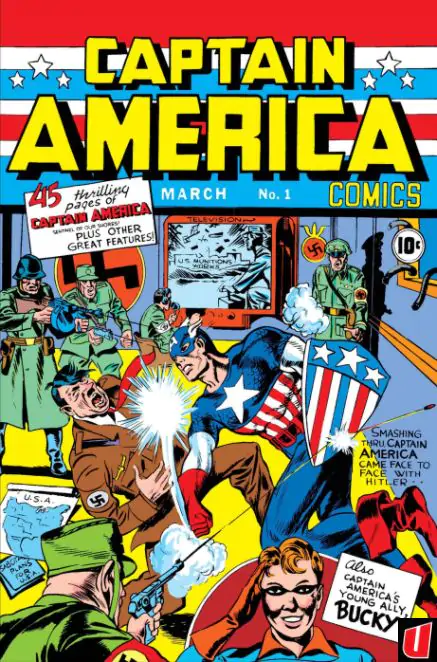 CAPTAIN
AMERICA
COMICS
MARCH No. 1
45 thrilling
pages of
CAPTAIN AMERICA
SENTINEL OF OUR SHORES!
PLUS OTHER
GREAT FEATURES!
10¢
TELEVISION
U.S. MUNITIONS
WORKS
SMASHING
THRU, CAPTAIN
AMERICA
CAME FACE TO
FACE WITH
HITLER...
U.S.A.
PLANS
FOR
U.S.A.
Also
CAPTAIN
AMERICA'S
YOUNG ALLY,
BUCKY
U